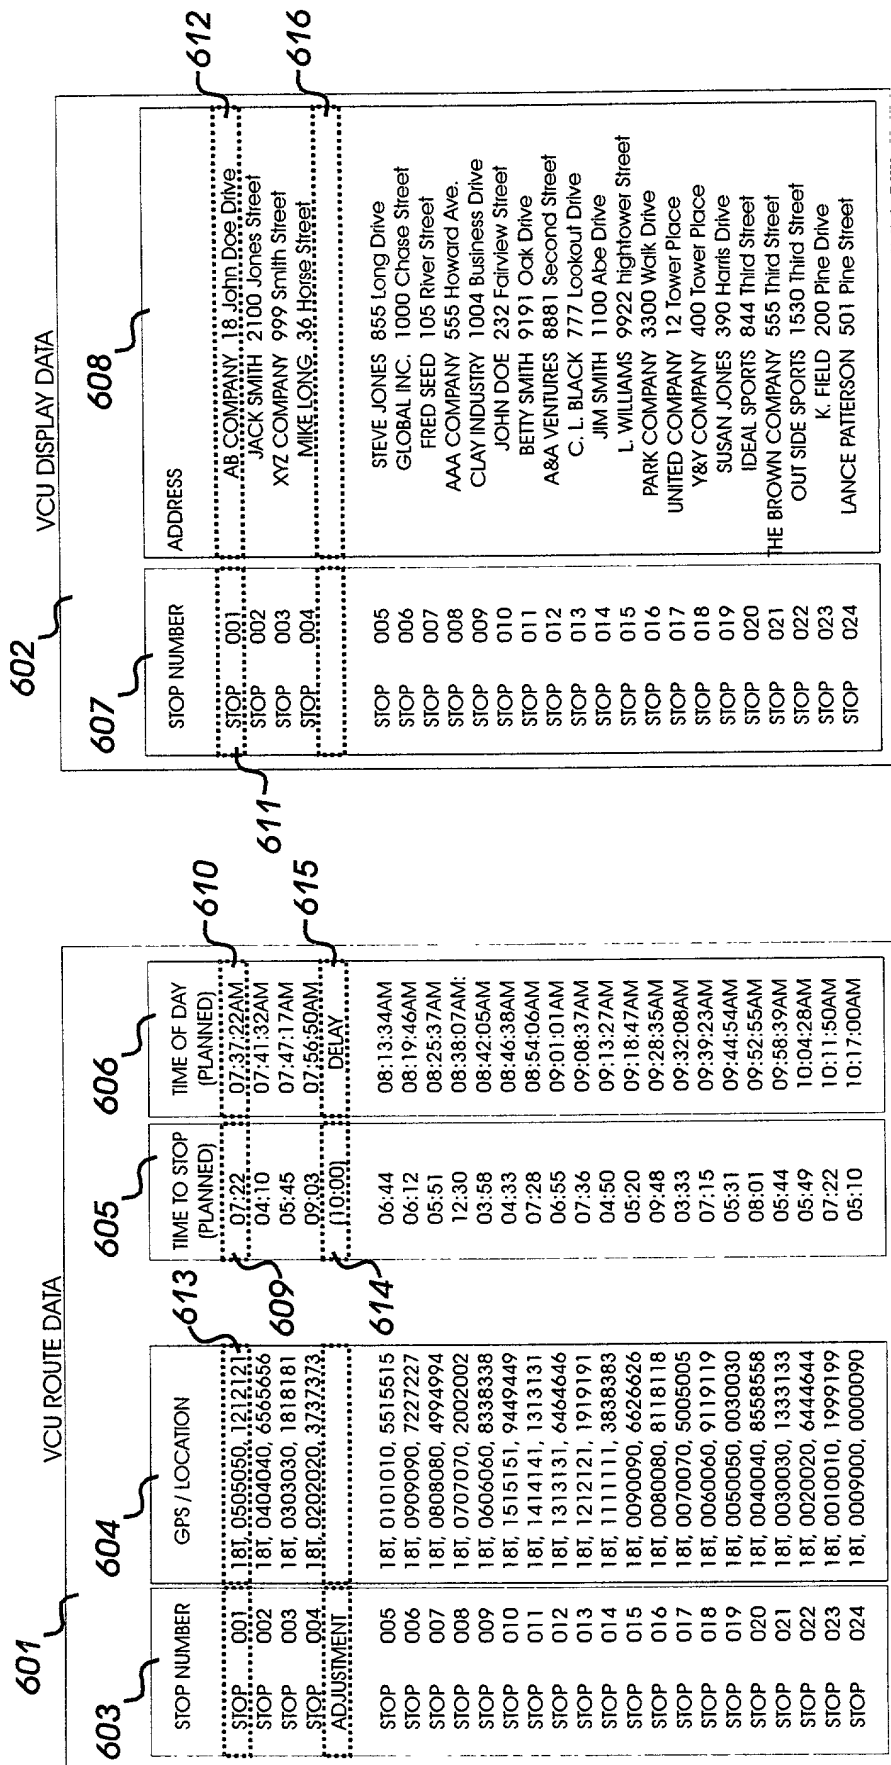 VCU ROUTE DATA
601
603
604
605
606
STOP NUMBER
GPS / LOCATION
TIME TO STOP
(PLANNED)
TIME OF DAY
(PLANNED)
STOP 001 18T, 0505050, 1212121 07:22 07:37:22AM
STOP 002 18T, 0404040, 6565656 04:10 07:41:32AM
STOP 003 18T, 0303030, 1818181 05:45 07:47:17AM
STOP 004 18T, 0202020, 3737373 09:03 07:56:50AM
ADJUSTMENT (10:00) DELAY
STOP 005 18T, 0101010, 5515515 06:44 08:13:34AM
STOP 006 18T, 0909090, 7227227 06:12 08:19:46AM
STOP 007 18T, 0808080, 4994994 05:51 08:25:37AM
STOP 008 18T, 0707070, 2002002 12:30 08:38:07AM:
STOP 009 18T, 0606060, 8338338 03:58 08:42:05AM
STOP 010 18T, 1515151, 9449449 04:33 08:46:38AM
STOP 011 18T, 1414141, 1313131 07:28 08:54:06AM
STOP 012 18T, 1313131, 6464646 06:55 09:01:01AM
STOP 013 18T, 1212121, 1919191 07:36 09:08:37AM
STOP 014 18T, 1111111, 3838383 04:50 09:13:27AM
STOP 015 18T, 0090090, 6626626 05:20 09:18:47AM
STOP 016 18T, 0080080, 8118118 09:48 09:28:35AM
STOP 017 18T, 0070070, 5005005 03:33 09:32:08AM
STOP 018 18T, 0060060, 9119119 07:15 09:39:23AM
STOP 019 18T, 0050050, 0030030 05:31 09:44:54AM
STOP 020 18T, 0040040, 8558558 08:01 09:52:55AM
STOP 021 18T, 0030030, 1333133 05:44 09:58:39AM
STOP 022 18T, 0020020, 6444644 05:49 10:04:28AM
STOP 023 18T, 0010010, 1999199 07:22 10:11:50AM
STOP 024 18T, 0009000, 0000090 05:10 10:17:00AM
613
609
614
610
615
VCU DISPLAY DATA
602
607
608
STOP NUMBER
ADDRESS
STOP 001 AB COMPANY 18 John Doe Drive
STOP 002 JACK SMITH 2100 Jones Street
STOP 003 XYZ COMPANY 999 Smith Street
STOP 004 MIKE LONG 36 Horse Street
STOP 005 STEVE JONES 855 Long Drive
STOP 006 GLOBAL INC. 1000 Chase Street
STOP 007 FRED SEED 105 River Street
STOP 008 AAA COMPANY 555 Howard Ave.
STOP 009 CLAY INDUSTRY 1004 Business Drive
STOP 010 JOHN DOE 232 Fairview Street
STOP 011 BETTY SMITH 9191 Oak Drive
STOP 012 A&A VENTURES 8881 Second Street
STOP 013 C. L. BLACK 777 Lookout Drive
STOP 014 JIM SMITH 1100 Abe Drive
STOP 015 L. WILLIAMS 9922 hightower Street
STOP 016 PARK COMPANY 3300 Walk Drive
STOP 017 UNITED COMPANY 12 Tower Place
STOP 018 Y&Y COMPANY 400 Tower Place
STOP 019 SUSAN JONES 390 Harris Drive
STOP 020 IDEAL SPORTS 844 Third Street
STOP 021 THE BROWN COMPANY 555 Third Street
STOP 022 OUT SIDE SPORTS 1530 Third Street
STOP 023 K. FIELD 200 Pine Drive
STOP 024 LANCE PATTERSON 501 Pine Street
611
612
616